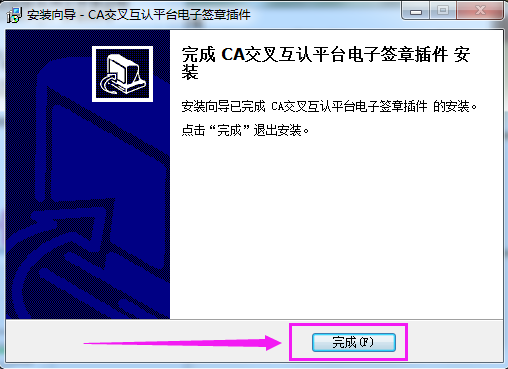 安装向导 - CA交叉互认平台电子签章插件
完成 CA交叉互认平台电子签章插件 安
装
安装向导已完成 CA交叉互认平台电子签章插件 的安装。
点击“完成”退出安装。
完成(F)